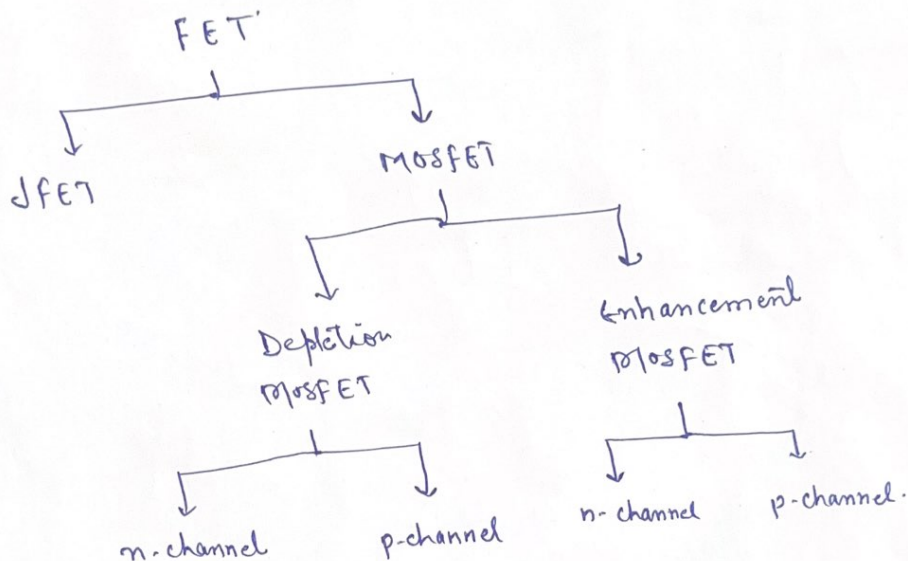 FET
JFET
MOSFET
Depletion
MOSFET
Enhancement
MOSFET
n-channel
p-channel
n-channel
p-channel.